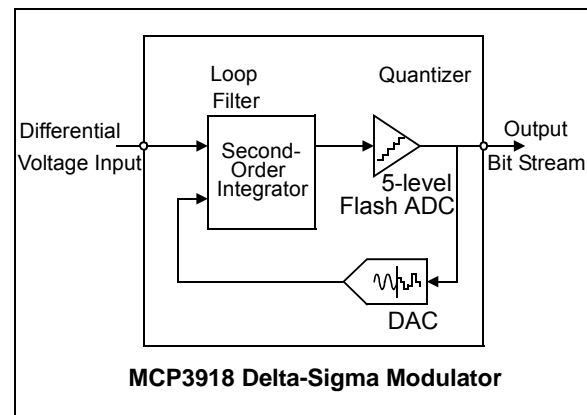 Loop
Filter
Quantizer
Differential
Voltage Input
Second-
Order
Integrator
Output
Bit Stream
5-level
Flash ADC
DAC
MCP3918 Delta-Sigma Modulator